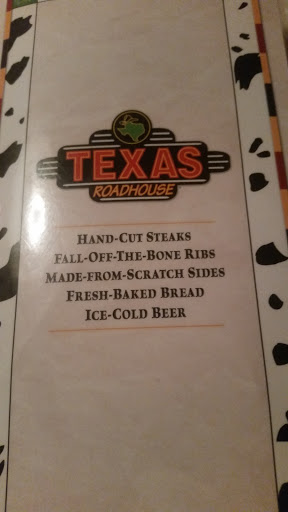 TEXAS
ROADHOUSE
HAND-CUT STEAKS
FALL-OFF-THE-BONE RIBS
MADE-FROM-SCRATCH SIDES
FRESH-BAKED BREAD
ICE-COLD BEER